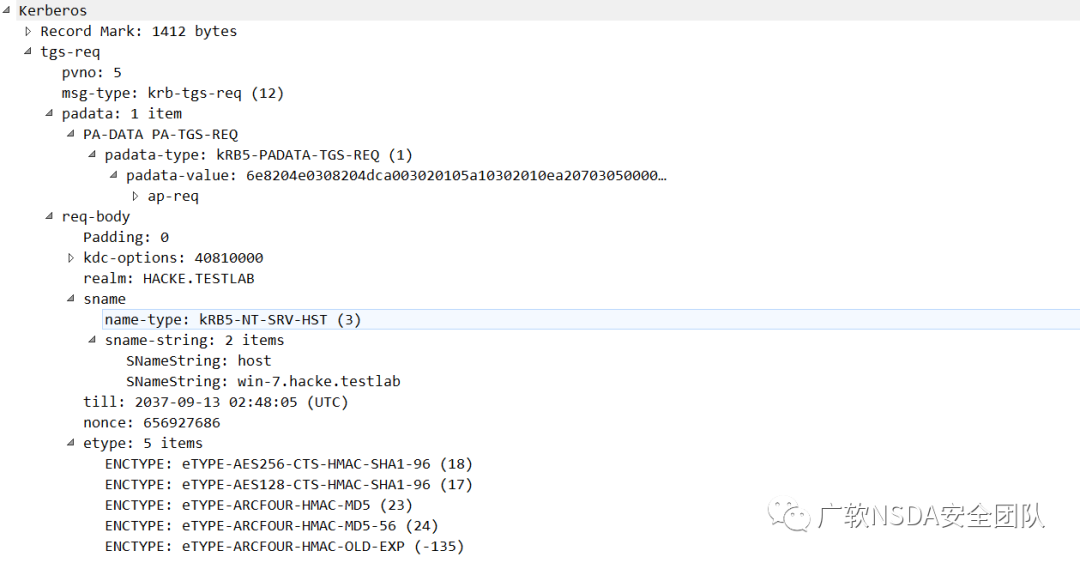 Kerberos
Record Mark: 1412 bytes
tgs-req
pvno: 5
msg-type: krb-tgs-req (12)
padata: 1 item
PA-DATA PA-TGS-REQ
padata-type: kRB5-PADATA-TGS-REQ (1)
padata-value: 6e8204e0308204dca003020105a10302010ea20703050000…
ap-req
req-body
Padding: 0
kdc-options: 40810000
realm: HACKE.TESTLAB
sname
name-type: kRB5-NT-SRV-HST (3)
sname-string: 2 items
SNameString: host
SNameString: win-7.hacke.testlab
till: 2037-09-13 02:48:05 (UTC)
nonce: 656927686
etype: 5 items
ENCTYPE: eTYPE-AES256-CTS-HMAC-SHA1-96 (18)
ENCTYPE: eTYPE-AES128-CTS-HMAC-SHA1-96 (17)
ENCTYPE: eTYPE-ARCFOUR-HMAC-MD5 (23)
ENCTYPE: eTYPE-ARCFOUR-HMAC-MD5-56 (24)
ENCTYPE: eTYPE-ARCFOUR-HMAC-OLD-EXP (-135)
广软NSDA安全团队